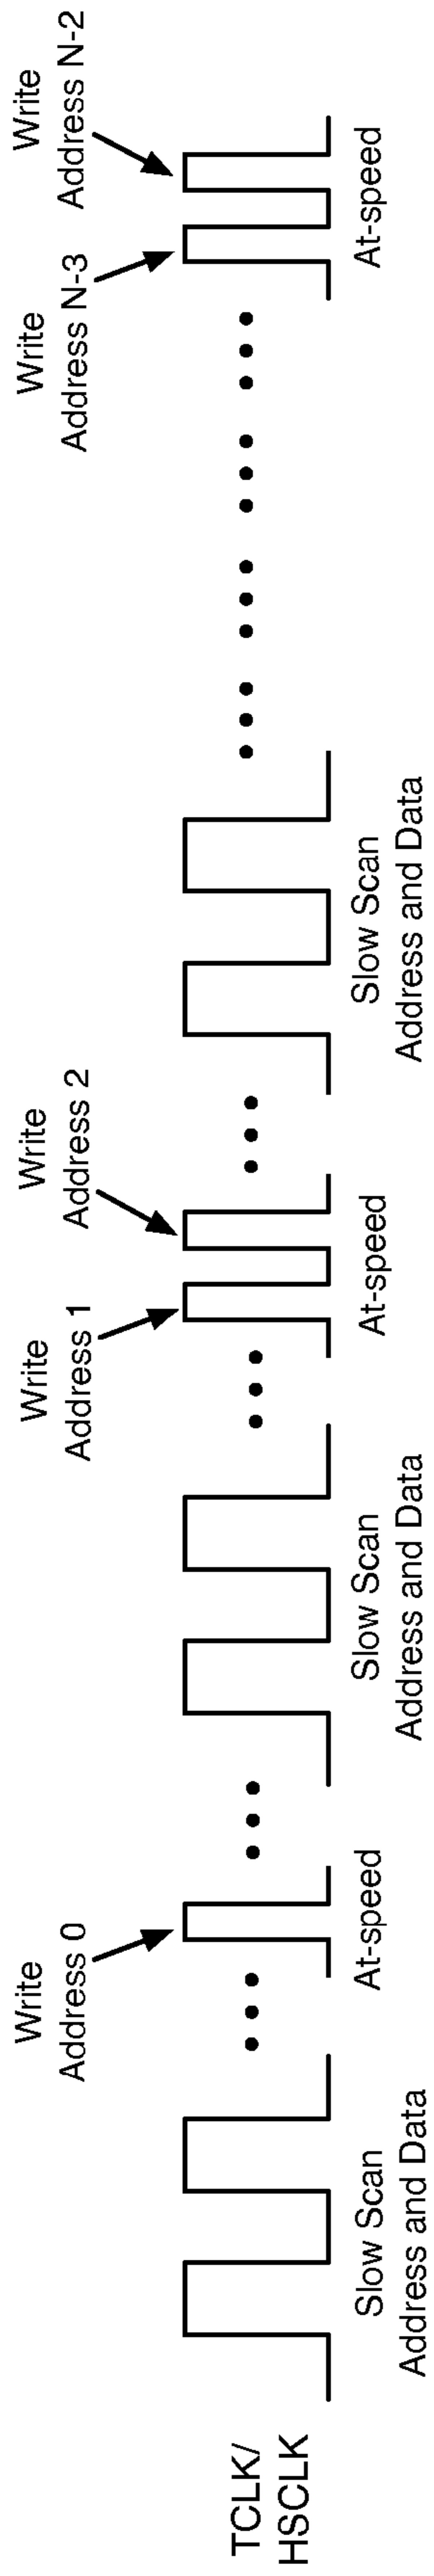 TCLK/
HSCLK
Slow Scan
Address and Data
Write
Address 0
At-speed
Slow Scan
Address and Data
Write
Address 1
Write
Address 2
At-speed
Slow Scan
Address and Data
Write
Address N-3
Write
Address N-2
At-speed